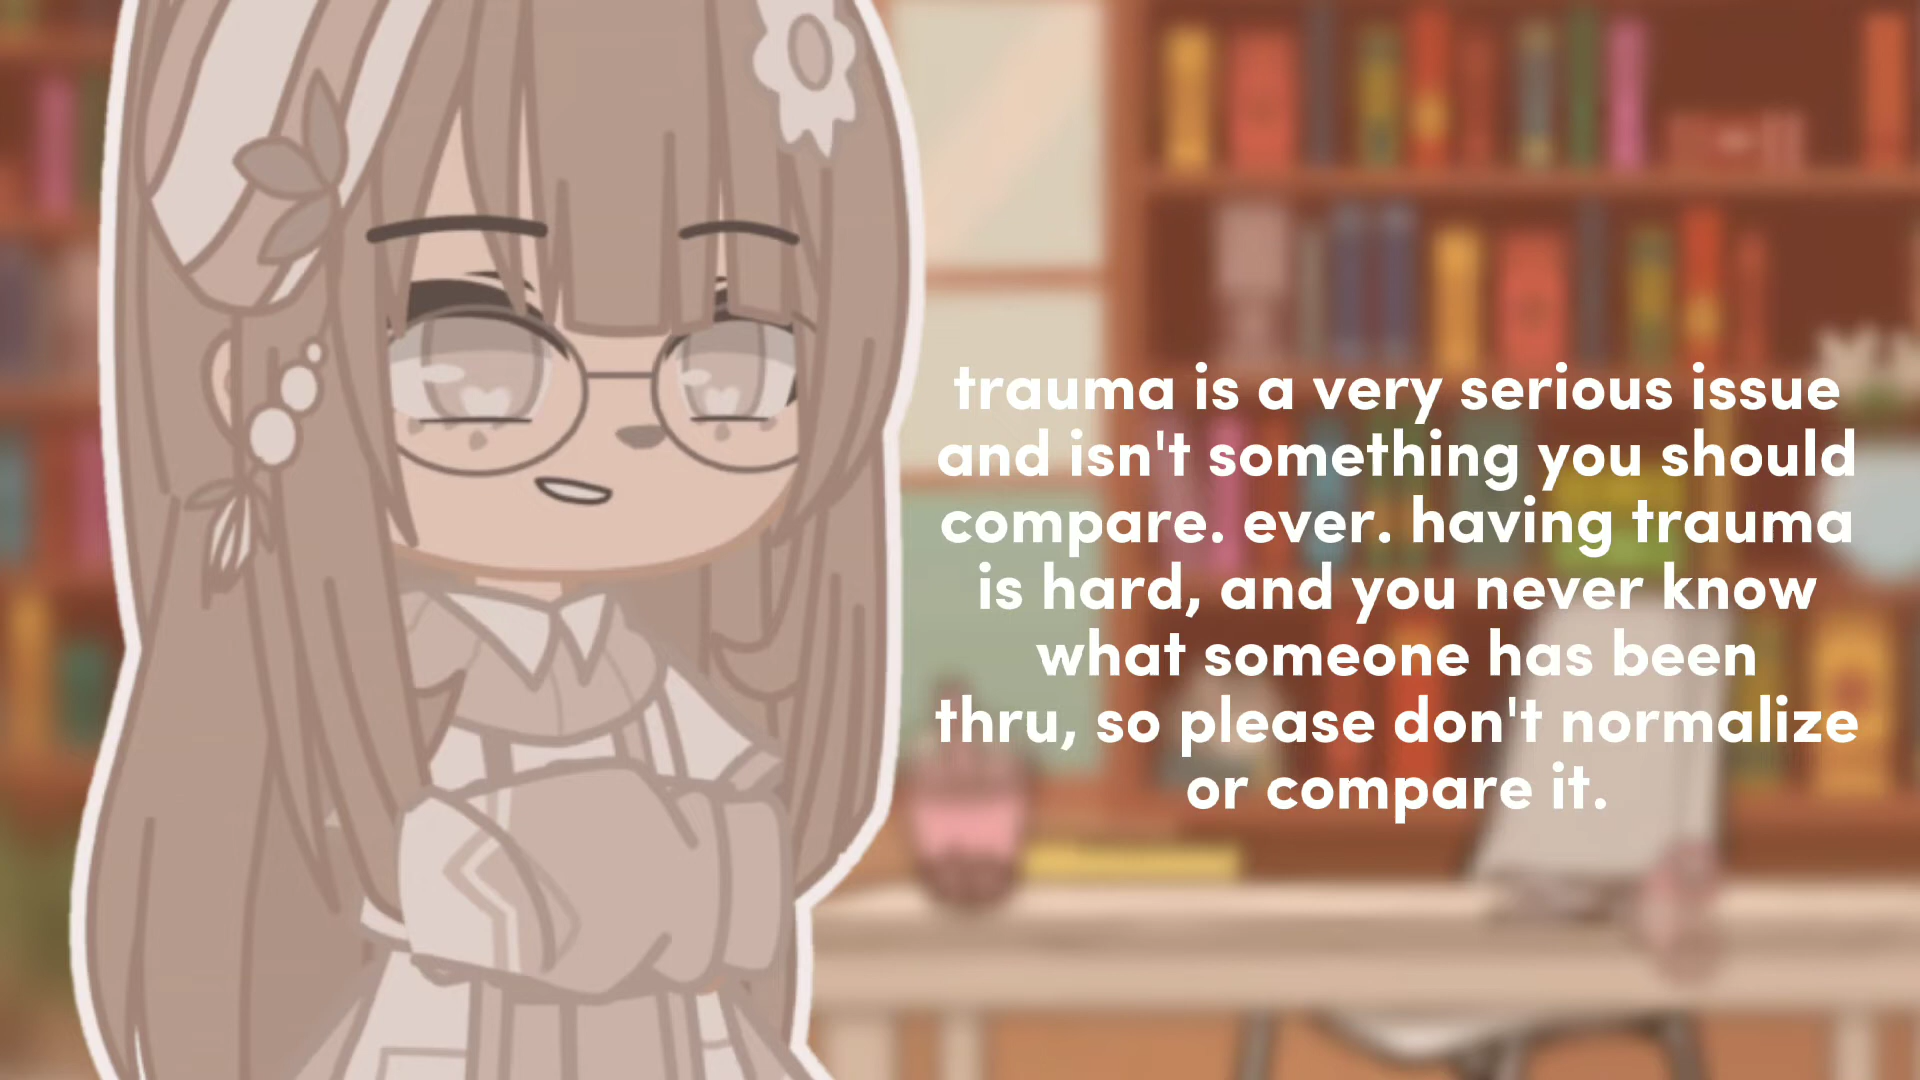 trauma is a very serious issue
and isn't something you should
compare. ever. having trauma
is hard, and you never know
what someone has been
thru, so please don't normalize
or compare it.